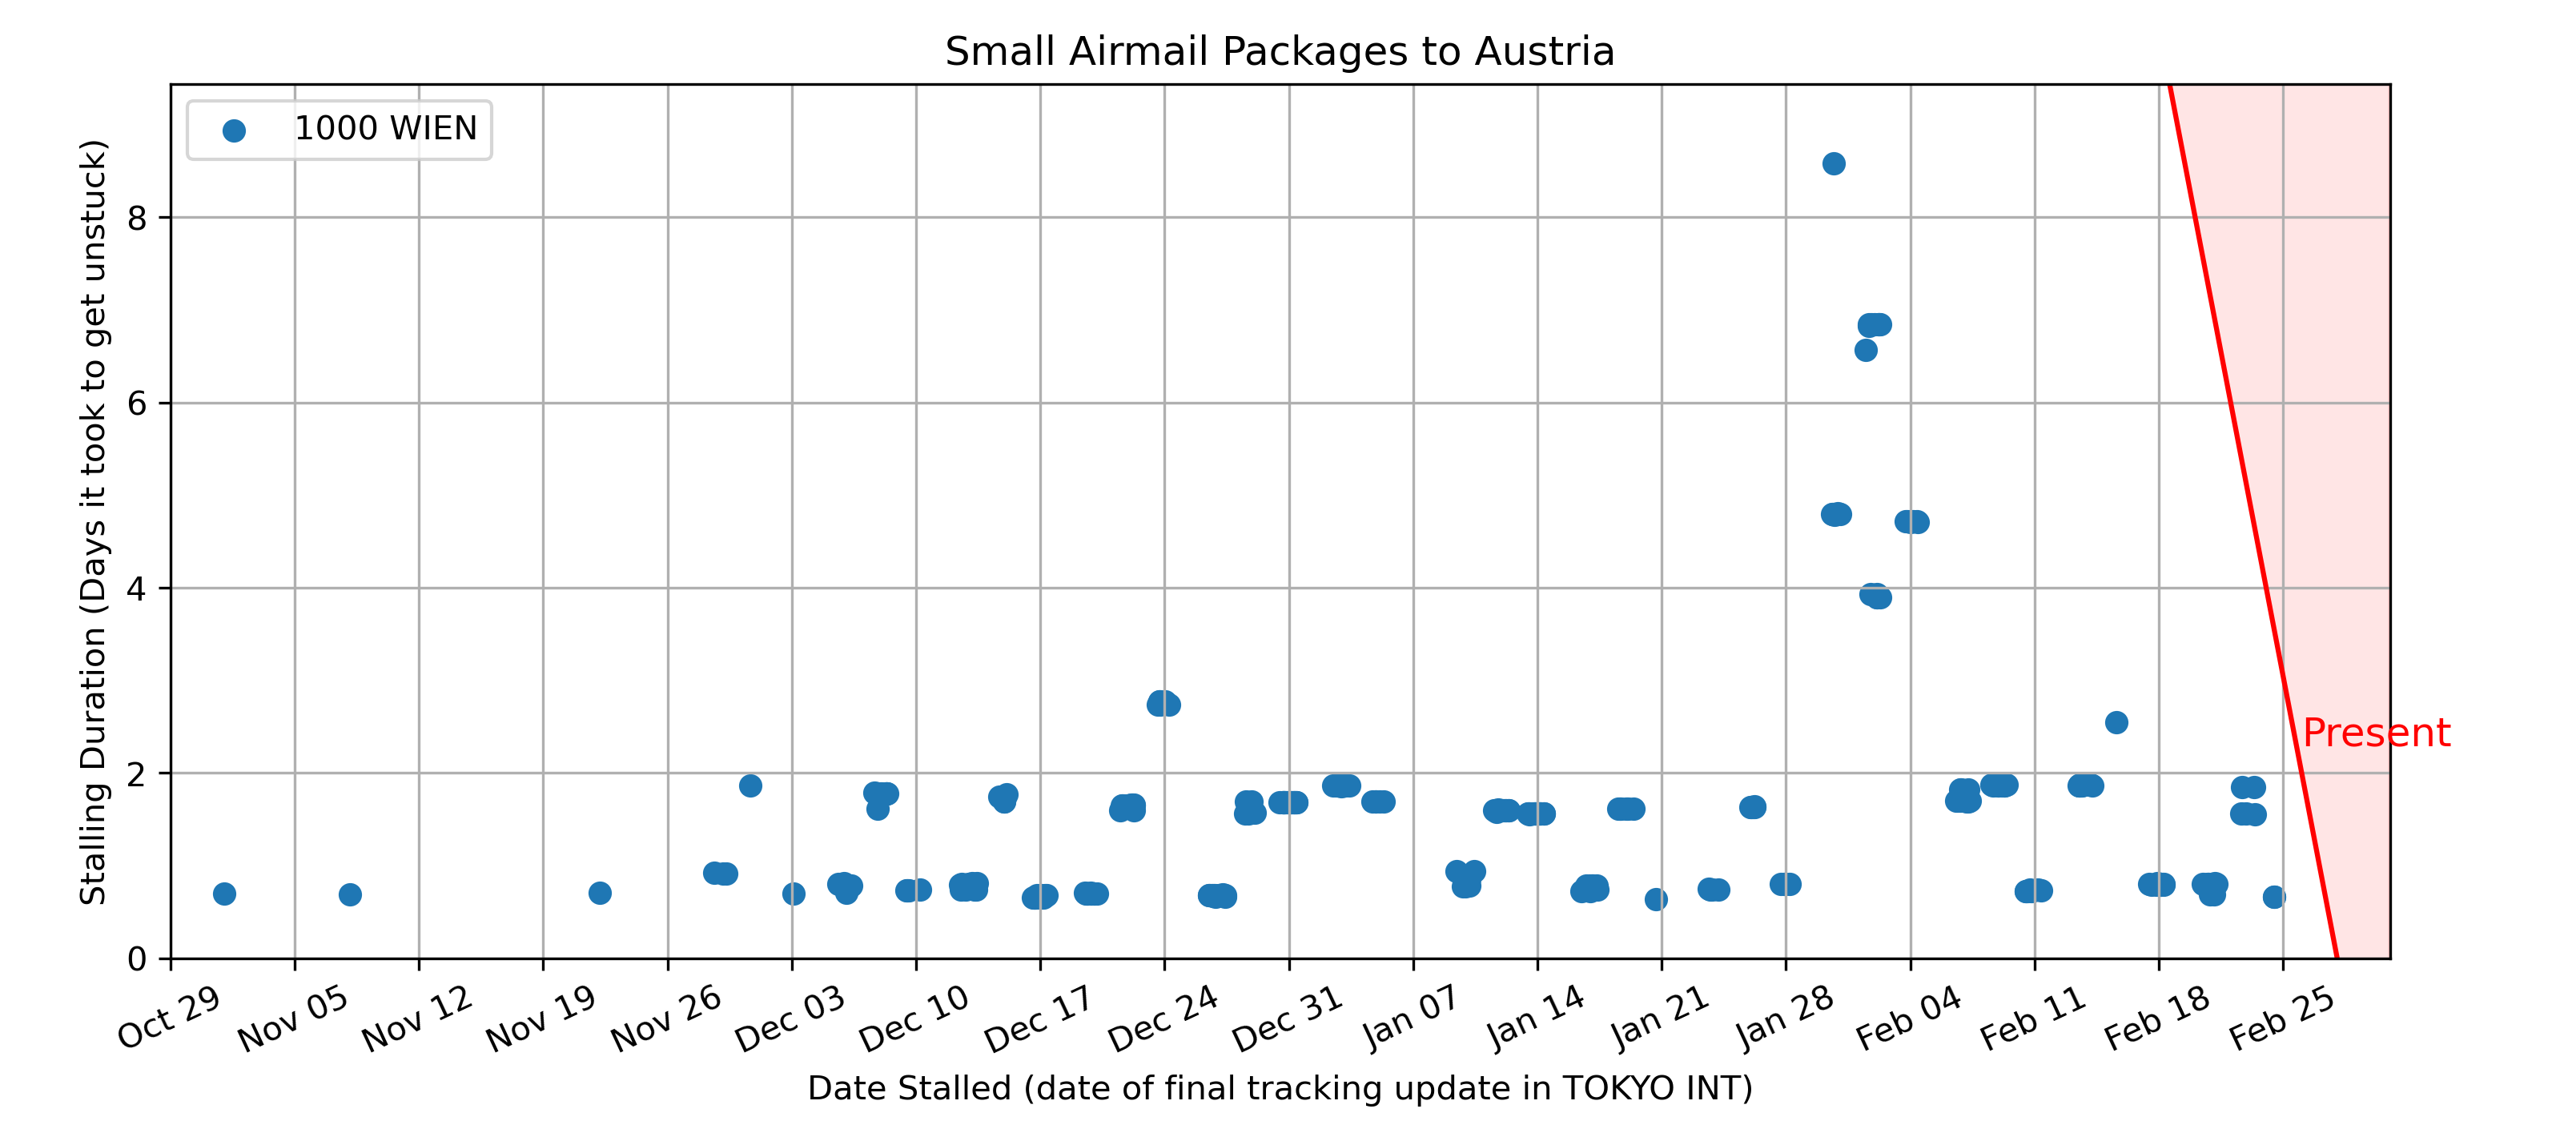 Small Airmail Packages to Austria
1000 WIEN
Stalling Duration (Days it took to get unstuck)
8
6
4
2
0
Present
Oct 29
Nov 05
Nov 12
Nov 19
Nov 26
Dec 03
Dec 10
Dec 17
Dec 24
Dec 31
Jan 07
Jan 14
Jan 21
Jan 28
Feb 04
Feb 11
Feb 18
Feb 25
Date Stalled (date of final tracking update in TOKYO INT)